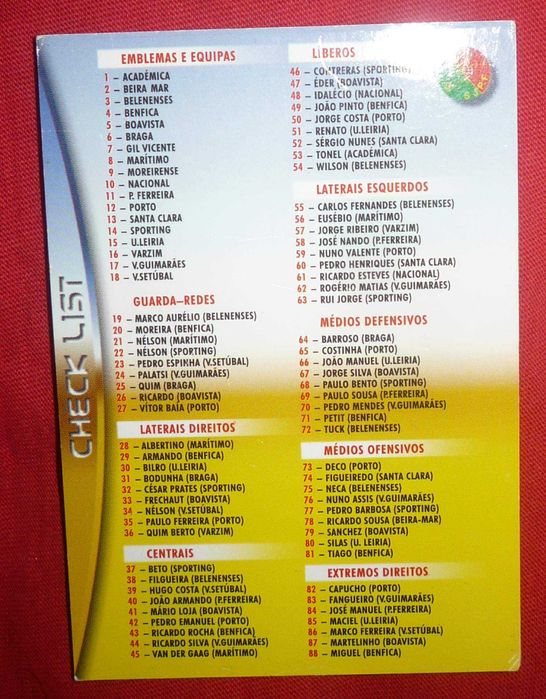 CHECK LIST
EMBLEMAS E EQUIPAS
1 – ACADÉMICA
2 – BEIRA MAR
3 – BELENENSES
4 – BENFICA
5 – BOAVISTA
6 – BRAGA
7 – GIL VICENTE
8 – MARÍTIMO
9 – MOREIRENSE
10 – NACIONAL
11 – P. FERREIRA
12 – PORTO
13 – SANTA CLARA
14 – SPORTING
15 – U.LEIRIA
16 – VARZIM
17 – V.GUIMARÃES
18 – V.SETÚBAL
GUARDA–REDES
19 – MARCO AURÉLIO (BELENENSES)
20 – MOREIRA (BENFICA)
21 – NÉLSON (MARÍTIMO)
22 – NÉLSON (SPORTING)
23 – PEDRO ESPINHA (V.SETÚBAL)
24 – PALATSI (V.GUIMARÃES)
25 – QUIM (BRAGA)
26 – RICARDO (BOAVISTA)
27 – VÍTOR BAÍA (PORTO)
LATERAIS DIREITOS
28 – ALBERTINO (MARÍTIMO)
29 – ARMANDO (BENFICA)
30 – BILRO (U.LEIRIA)
31 – BODUNHA (BRAGA)
32 – CÉSAR PRATES (SPORTING)
33 – FRECHAUT (BOAVISTA)
34 – NÉLSON (V.SETÚBAL)
35 – PAULO FERREIRA (PORTO)
36 – QUIM BERTO (VARZIM)
CENTRAIS
37 – BETO (SPORTING)
38 – FILGUEIRA (BELENENSES)
39 – HUGO COSTA (V.SETÚBAL)
40 – JOÃO ARMANDO (P.FERREIRA)
41 – MÁRIO LOJA (BOAVISTA)
42 – PEDRO EMANUEL (PORTO)
43 – RICARDO ROCHA (BENFICA)
44 – RICARDO SILVA (V.GUIMARÃES)
45 – VAN DER GAAG (MARÍTIMO)
LÍBEROS
46 – CONTRERAS (SPORTING)
47 – ÉDER (BOAVISTA)
48 – IDALÉCIO (NACIONAL)
49 – JOÃO PINTO (BENFICA)
50 – JORGE COSTA (PORTO)
51 – RENATO (U.LEIRIA)
52 – SÉRGIO NUNES (SANTA CLARA)
53 – TONEL (ACADÉMICA)
54 – WILSON (BELENENSES)
LATERAIS ESQUERDOS
55 – CARLOS FERNANDES (BELENENSES)
56 – EUSÉBIO (MARÍTIMO)
57 – JORGE RIBEIRO (VARZIM)
58 – JOSÉ NANDO (P.FERREIRA)
59 – NUNO VALENTE (PORTO)
60 – PEDRO HENRIQUES (SANTA CLARA)
61 – RICARDO ESTEVES (NACIONAL)
62 – ROGÉRIO MATIAS (V.GUIMARÃES)
63 – RUI JORGE (SPORTING)
MÉDIOS DEFENSIVOS
64 – BARROSO (BRAGA)
65 – COSTINHA (PORTO)
66 – JOÃO MANUEL (U.LEIRIA)
67 – JORGE SILVA (BOAVISTA)
68 – PAULO BENTO (SPORTING)
69 – PAULO SOUSA (P.FERREIRA)
70 – PEDRO MENDES (V.GUIMARÃES)
71 – PETIT (BENFICA)
72 – TUCK (BELENENSES)
MÉDIOS OFENSIVOS
73 – DECO (PORTO)
74 – FIGUEIREDO (SANTA CLARA)
75 – NECA (BELENENSES)
76 – NUNO ASSIS (V.GUIMARÃES)
77 – PEDRO BARBOSA (SPORTING)
78 – RICARDO SOUSA (BEIRA-MAR)
79 – SANCHEZ (BOAVISTA)
80 – SILAS (U. LEIRIA)
81 – TIAGO (BENFICA)
EXTREMOS DIREITOS
82 – CAPUCHO (PORTO)
83 – FANGUEIRO (V.GUIMARÃES)
84 – JOSÉ MANUEL (P.FERREIRA)
85 – MACIEL (U.LEIRIA)
86 – MARCO FERREIRA (V.SETÚBAL)
87 – MARTELINHO (BOAVISTA)
88 – MIGUEL (BENFICA)